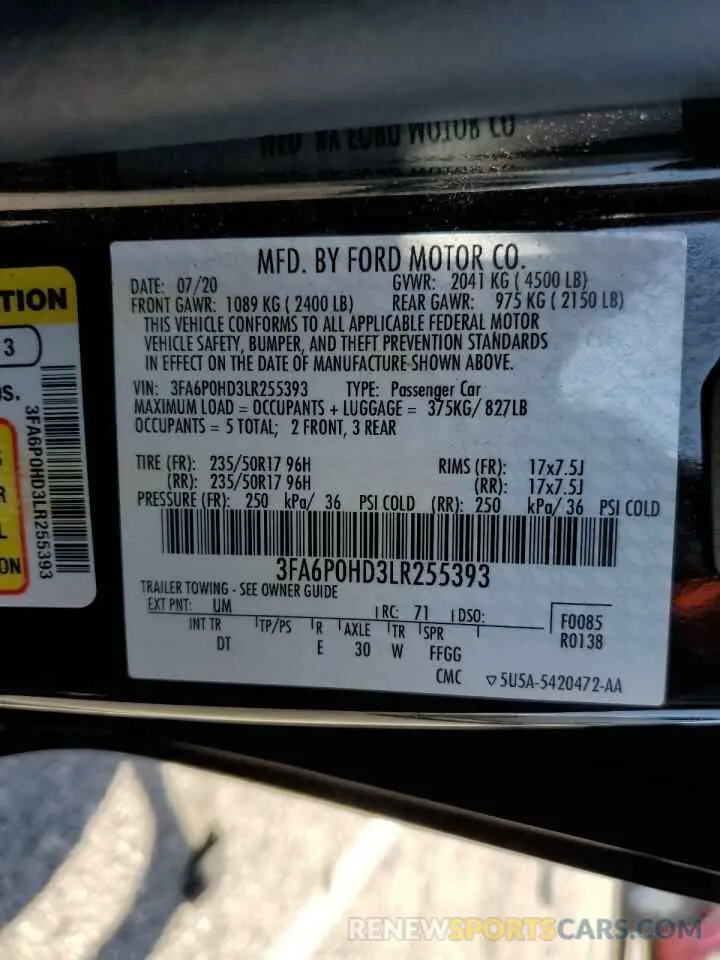 MFD. BY FORD MOTOR CO.
DATE: 07/20 GVWR: 2041 KG ( 4500 LB)
FRONT GAWR: 1089 KG ( 2400 LB) REAR GAWR: 975 KG ( 2150 LB)
THIS VEHICLE CONFORMS TO ALL APPLICABLE FEDERAL MOTOR
VEHICLE SAFETY, BUMPER, AND THEFT PREVENTION STANDARDS
IN EFFECT ON THE DATE OF MANUFACTURE SHOWN ABOVE.
VIN: 3FA6P0HD3LR255393 TYPE: Passenger Car
MAXIMUM LOAD = OCCUPANTS + LUGGAGE = 375KG/ 827LB
OCCUPANTS = 5 TOTAL; 2 FRONT, 3 REAR
TIRE (FR): 235/50R17 96H RIMS (FR): 17x7.5J
(RR): 235/50R17 96H (RR): 17x7.5J
PRESSURE (FR): 250 kPa/ 36 PSI COLD (RR): 250 kPa/ 36 PSI COLD
3FA6P0HD3LR255393
TRAILER TOWING - SEE OWNER GUIDE
EXT PNT: UM RC: 71 DSO: F0085
INT TR TP/PS R AXLE TR SPR R0138
DT E 30 W FFGG
CMC ▽5U5A-5420472-AA
TION
3
S.
R
L
ON
3FA6P0HD3LR255393
RENEWSPORTSCARS.COM